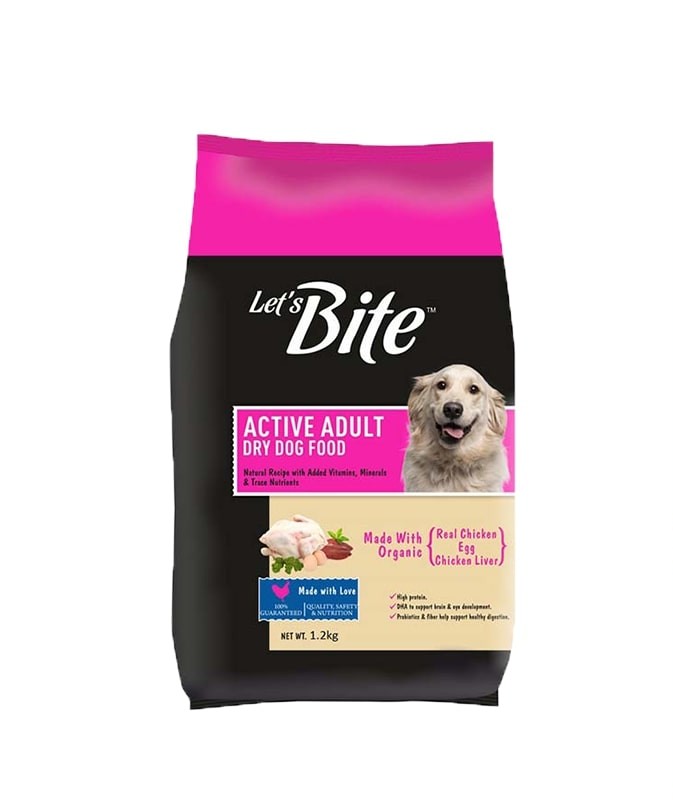 Let's
Bite™
ACTIVE ADULT
DRY DOG FOOD
Natural Recipe with Added Vitamins, Minerals
& Trace Nutrients
Made With
Organic
{Real Chicken
Egg
Chicken Liver}
Made with Love
100%
GUARANTEED
QUALITY, SAFETY
& NUTRITION
✓High protein.
✓DHA to support brain & eye development.
✓Probiotics & fiber help support healthy digestion.
NET WT. 1.2kg